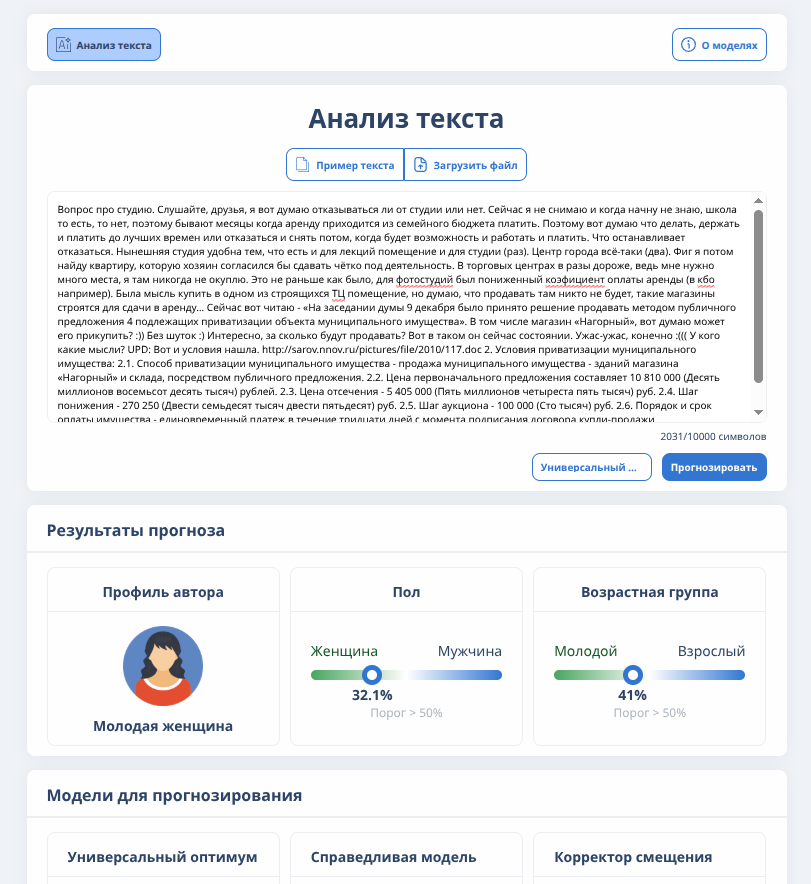 Анализ текста
О моделях
Анализ текста
Пример текста
Загрузить файл
Вопрос про студию. Слушайте, друзья, я вот думаю отказываться ли от студии или нет. Сейчас я не снимаю и когда начну не знаю, школа
то есть, то нет, поэтому бывают месяцы когда аренду приходится из семейного бюджета платить. Поэтому вот думаю что делать, держать
и платить до лучших времен или отказаться и снять потом, когда будет возможность и работать и платить. Что останавливает
отказаться. Нынешняя студия удобна тем, что есть и для лекций помещение и для студии (раз). Центр города всё-таки (два). Фиг я потом
найду квартиру, которую хозяин согласился бы сдавать чётко под деятельность. В торговых центрах в разы дороже, ведь мне нужно
много места, я там никогда не окуплю. Это не раньше как было, для фотостудий был пониженный коэфициент оплаты аренды (в кбо
например). Была мысль купить в одном из строящихся ТЦ помещение, но думаю, что продавать там никто не будет, такие магазины
строятся для сдачи в аренду... Сейчас вот читаю - «На заседании думы 9 декабря было принято решение продавать методом публичного
предложения 4 подлежащих приватизации объекта муниципального имущества». В том числе магазин «Нагорный», вот думаю может
его прикупить? :)) Без шуток :) Интересно, за сколько будут продавать? Вот в таком он сейчас состоянии. Ужас-ужас, конечно :((( У кого
какие мысли? UPD: Вот и условия нашла. http://sarov.nnov.ru/pictures/file/2010/117.doc 2. Условия приватизации муниципального
имущества: 2.1. Способ приватизации муниципального имущества - продажа муниципального имущества - зданий магазина
«Нагорный» и склада, посредством публичного предложения. 2.2. Цена первоначального предложения составляет 10 810 000 (Десять
миллионов восемьсот десять тысяч) рублей. 2.3. Цена отсечения - 5 405 000 (Пять миллионов четыреста пять тысяч) руб. 2.4. Шаг
понижения - 270 250 (Двести семьдесят тысяч двести пятьдесят) руб. 2.5. Шаг аукциона - 100 000 (Сто тысяч) руб. 2.6. Порядок и срок
оплаты имущества - единовременный платеж в течение тридцати дней с момента подписания договора купли-продажи
2031/10000 символов
Универсальный ...
Прогнозировать
Результаты прогноза
Профиль автора
Молодая женщина
Пол
Женщина
Мужчина
32.1%
Порог > 50%
Возрастная группа
Молодой
Взрослый
41%
Порог > 50%
Модели для прогнозирования
Универсальный оптимум
Справедливая модель
Корректор смещения